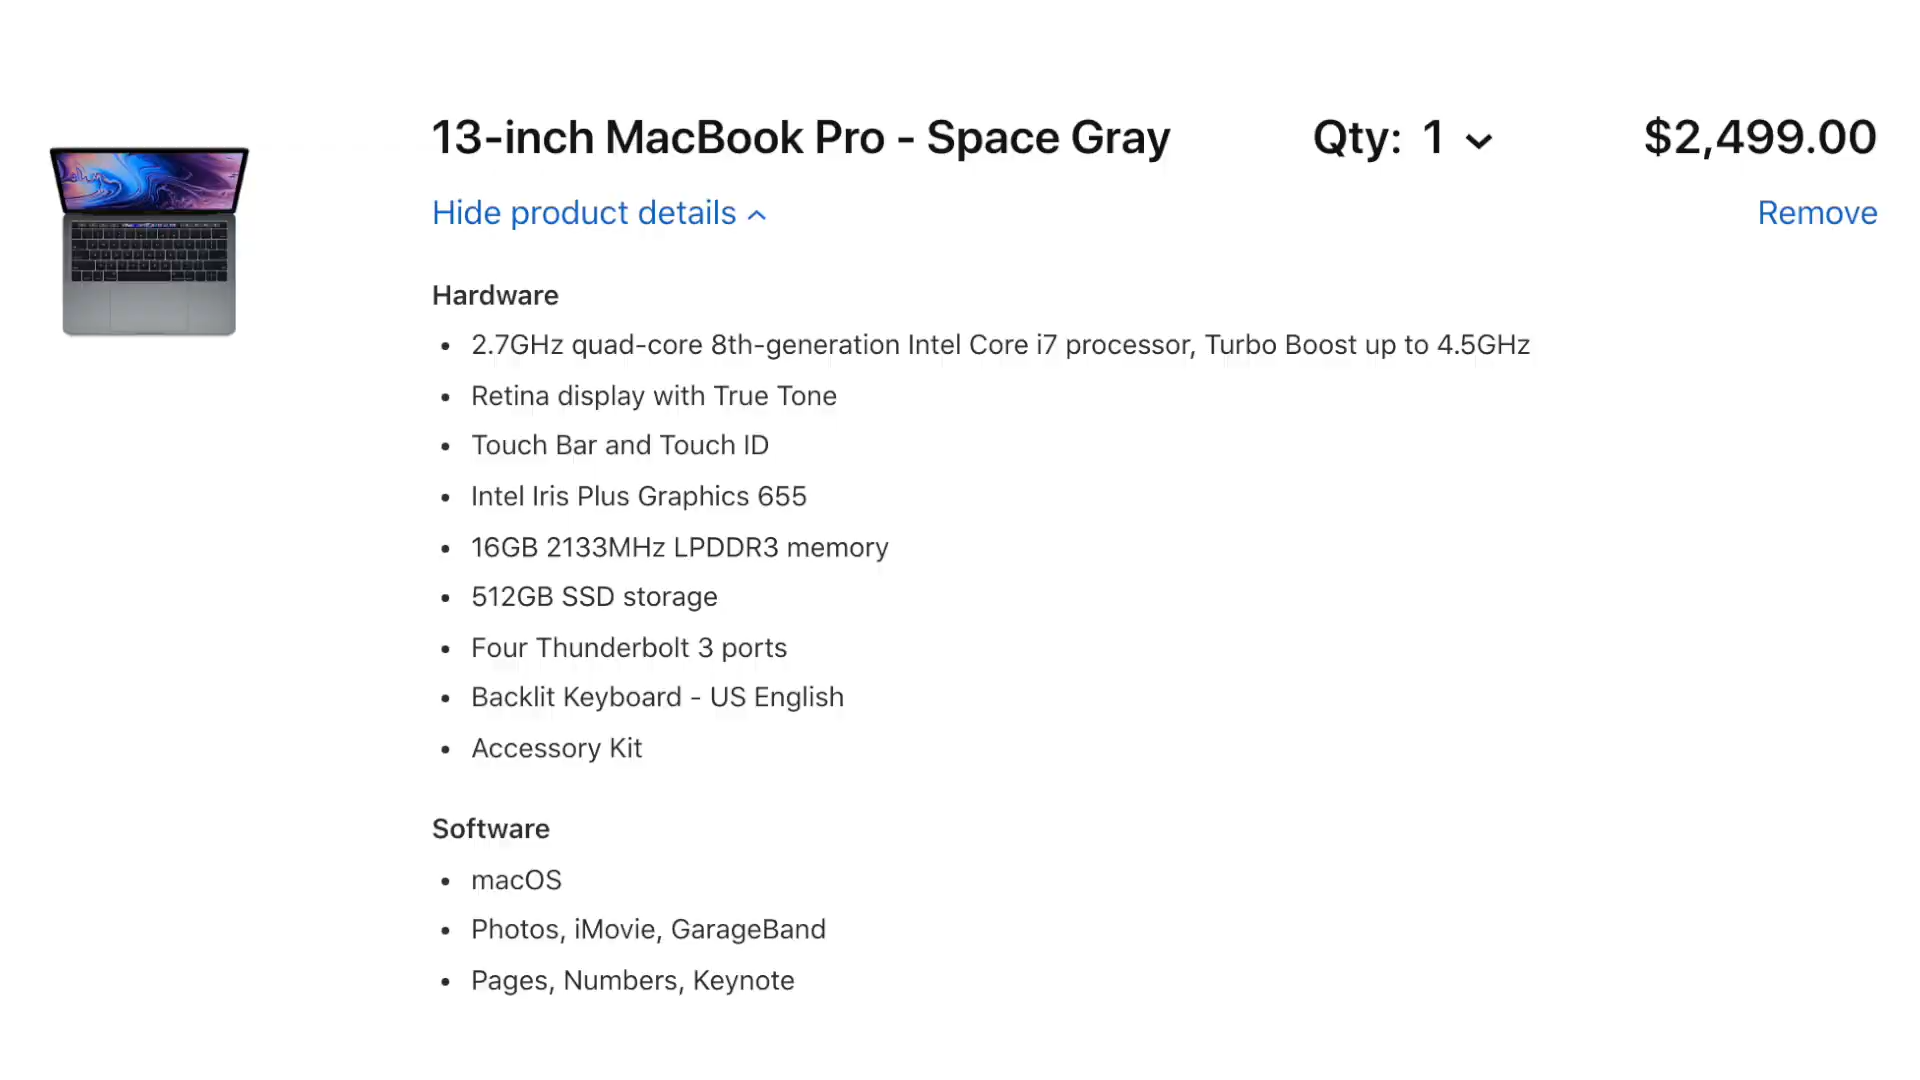 13-inch MacBook Pro - Space Gray
Qty: 1
$2,499.00
Hide product details
Remove
Hardware
• 2.7GHz quad-core 8th-generation Intel Core i7 processor, Turbo Boost up to 4.5GHz
• Retina display with True Tone
• Touch Bar and Touch ID
• Intel Iris Plus Graphics 655
• 16GB 2133MHz LPDDR3 memory
• 512GB SSD storage
• Four Thunderbolt 3 ports
• Backlit Keyboard - US English
• Accessory Kit
Software
• macOS
• Photos, iMovie, GarageBand
• Pages, Numbers, Keynote